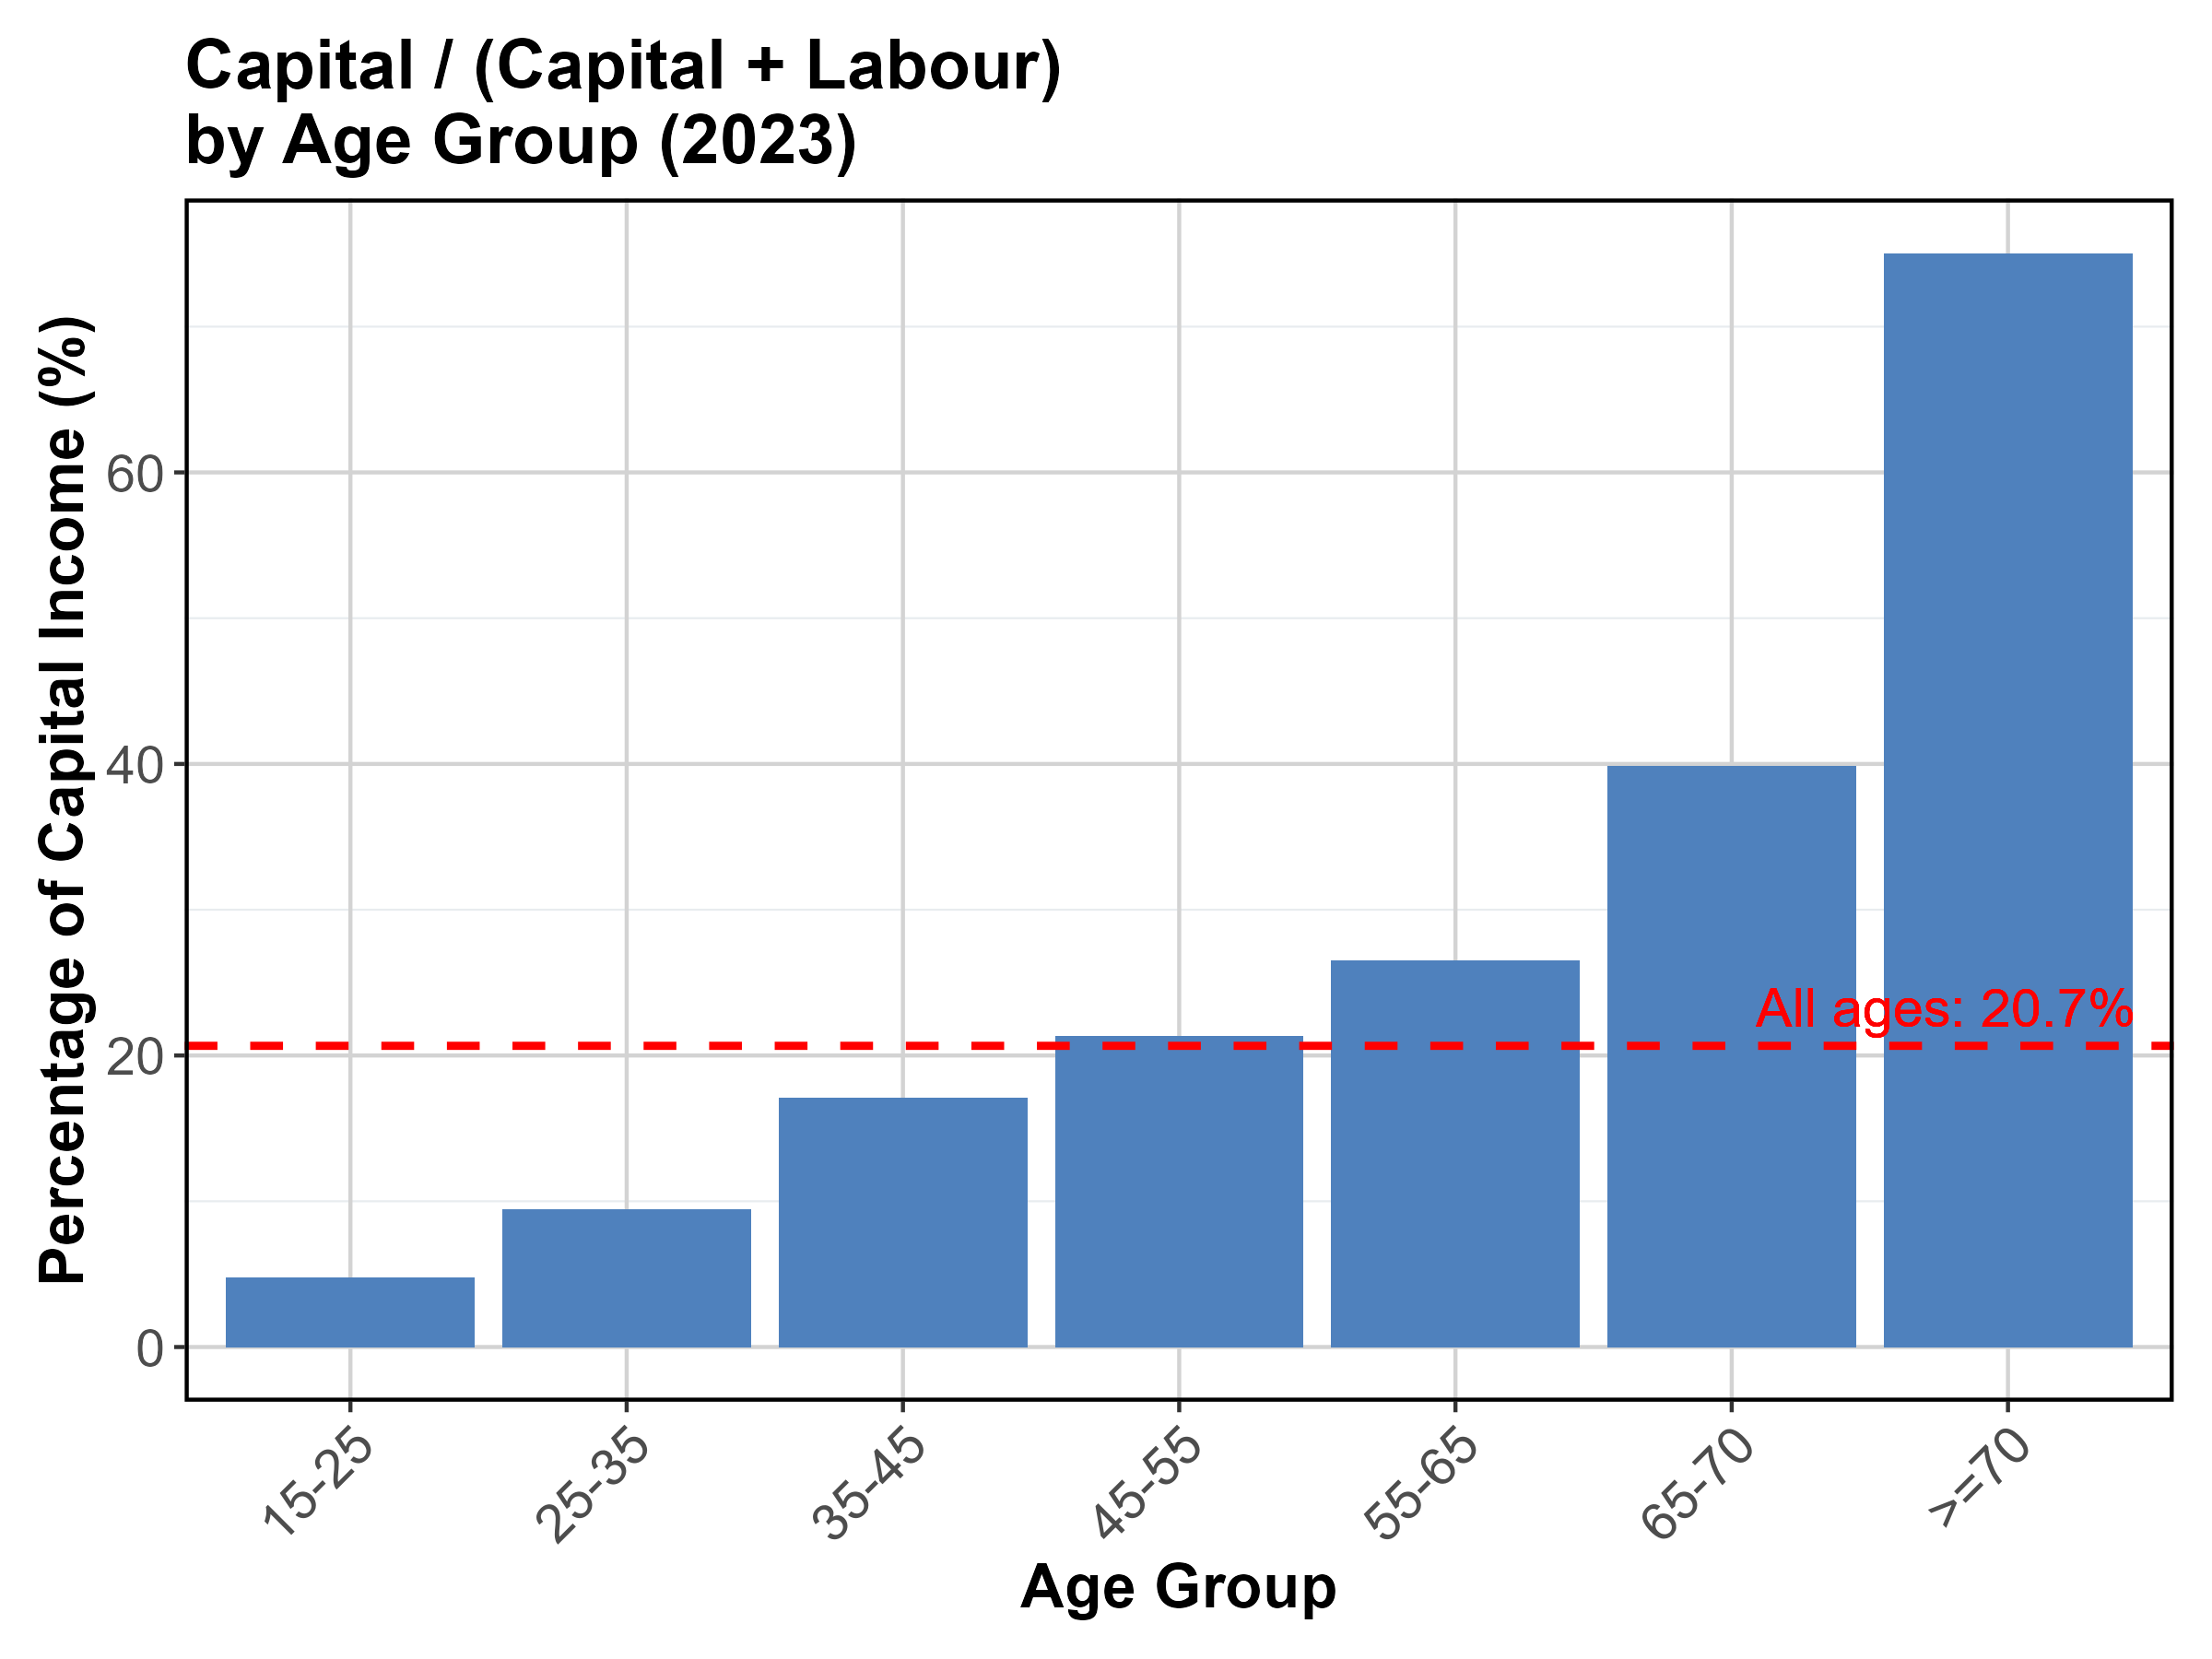 Capital / (Capital + Labour)
by Age Group (2023)
Percentage of Capital Income (%)
60
40
20
0
All ages: 20.7%
15-25
25-35
35-45
45-55
55-65
65-70
>=70
Age Group